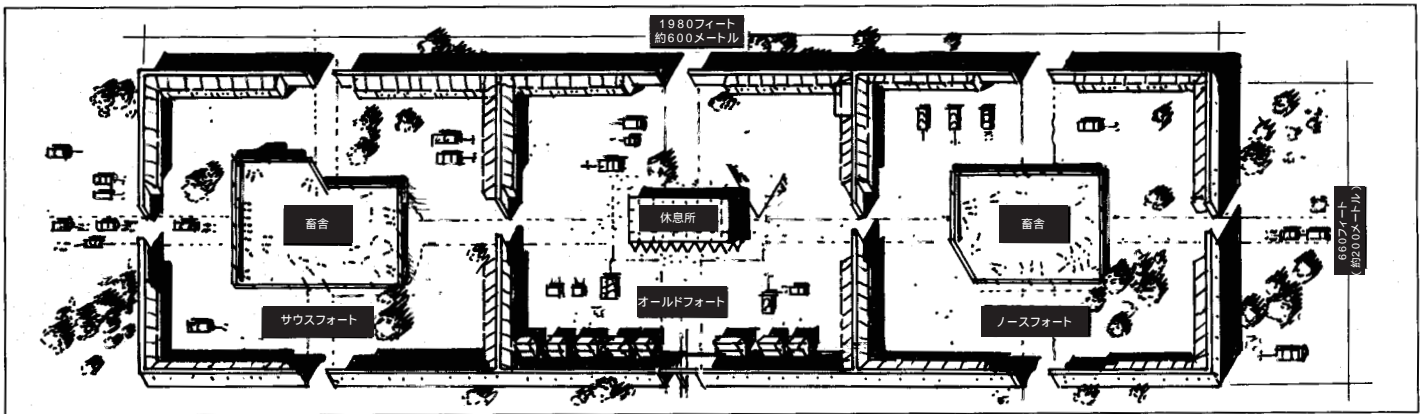 1980フィート
約600メートル
畜舎
休息所
畜舎
660フィート
(約200メートル)
オールドフォート
サウスフォート
ノースフォート